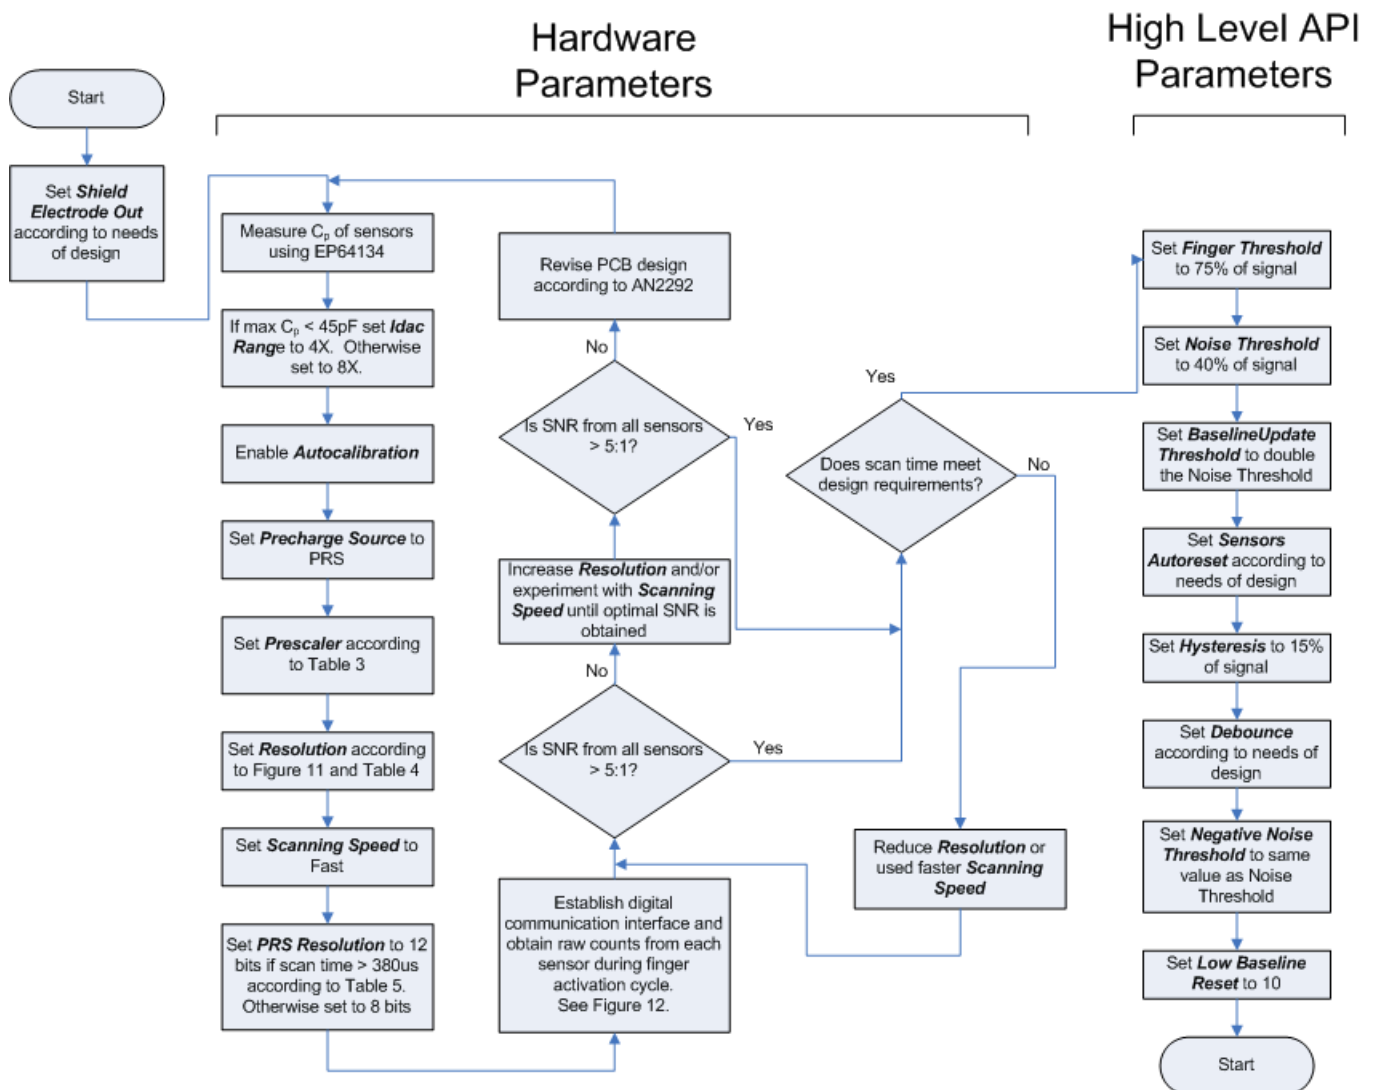 Hardware
Parameters
High Level API
Parameters
Start
Set Shield
Electrode Out
according to needs
of design
Measure Cp of sensors
using EP64134
If max Cp < 45pF set Idac
Range to 4X. Otherwise
set to 8X.
Enable Autocalibration
Set Precharge Source to
PRS
Set Prescaler according
to Table 3
Set Resolution according
to Figure 11 and Table 4
Set Scanning Speed to
Fast
Set PRS Resolution to 12
bits if scan time > 380us
according to Table 5.
Otherwise set to 8 bits
Revise PCB design
according to AN2292
No
Is SNR from all sensors
> 5:1?
Yes
Increase Resolution and/or
experiment with Scanning
Speed until optimal SNR is
obtained
No
Is SNR from all sensors
> 5:1?
Yes
Establish digital
communication interface and
obtain raw counts from each
sensor during finger
activation cycle.
See Figure 12.
Yes
Does scan time meet
design requirements?
No
Reduce Resolution or
used faster Scanning
Speed
Set Finger Threshold
to 75% of signal
Set Noise Threshold
to 40% of signal
Set BaselineUpdate
Threshold to double
the Noise Threshold
Set Sensors
Autoreset according to
needs of design
Set Hysteresis to 15%
of signal
Set Debounce
according to needs of
design
Set Negative Noise
Threshold to same
value as Noise
Threshold
Set Low Baseline
Reset to 10
Start